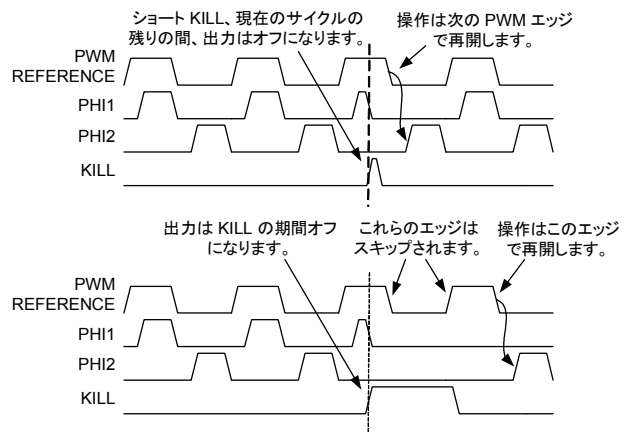 ショート KILL、現在のサイクルの
残りの間、出力はオフになります。
操作は次の PWM エッジ
で再開します。
PWM
REFERENCE
PHI1
PHI2
KILL
出力は KILL の期間オフ
になります。
これらのエッジは
スキップされます。
操作はこのエッジ
で再開します。
PWM
REFERENCE
PHI1
PHI2
KILL